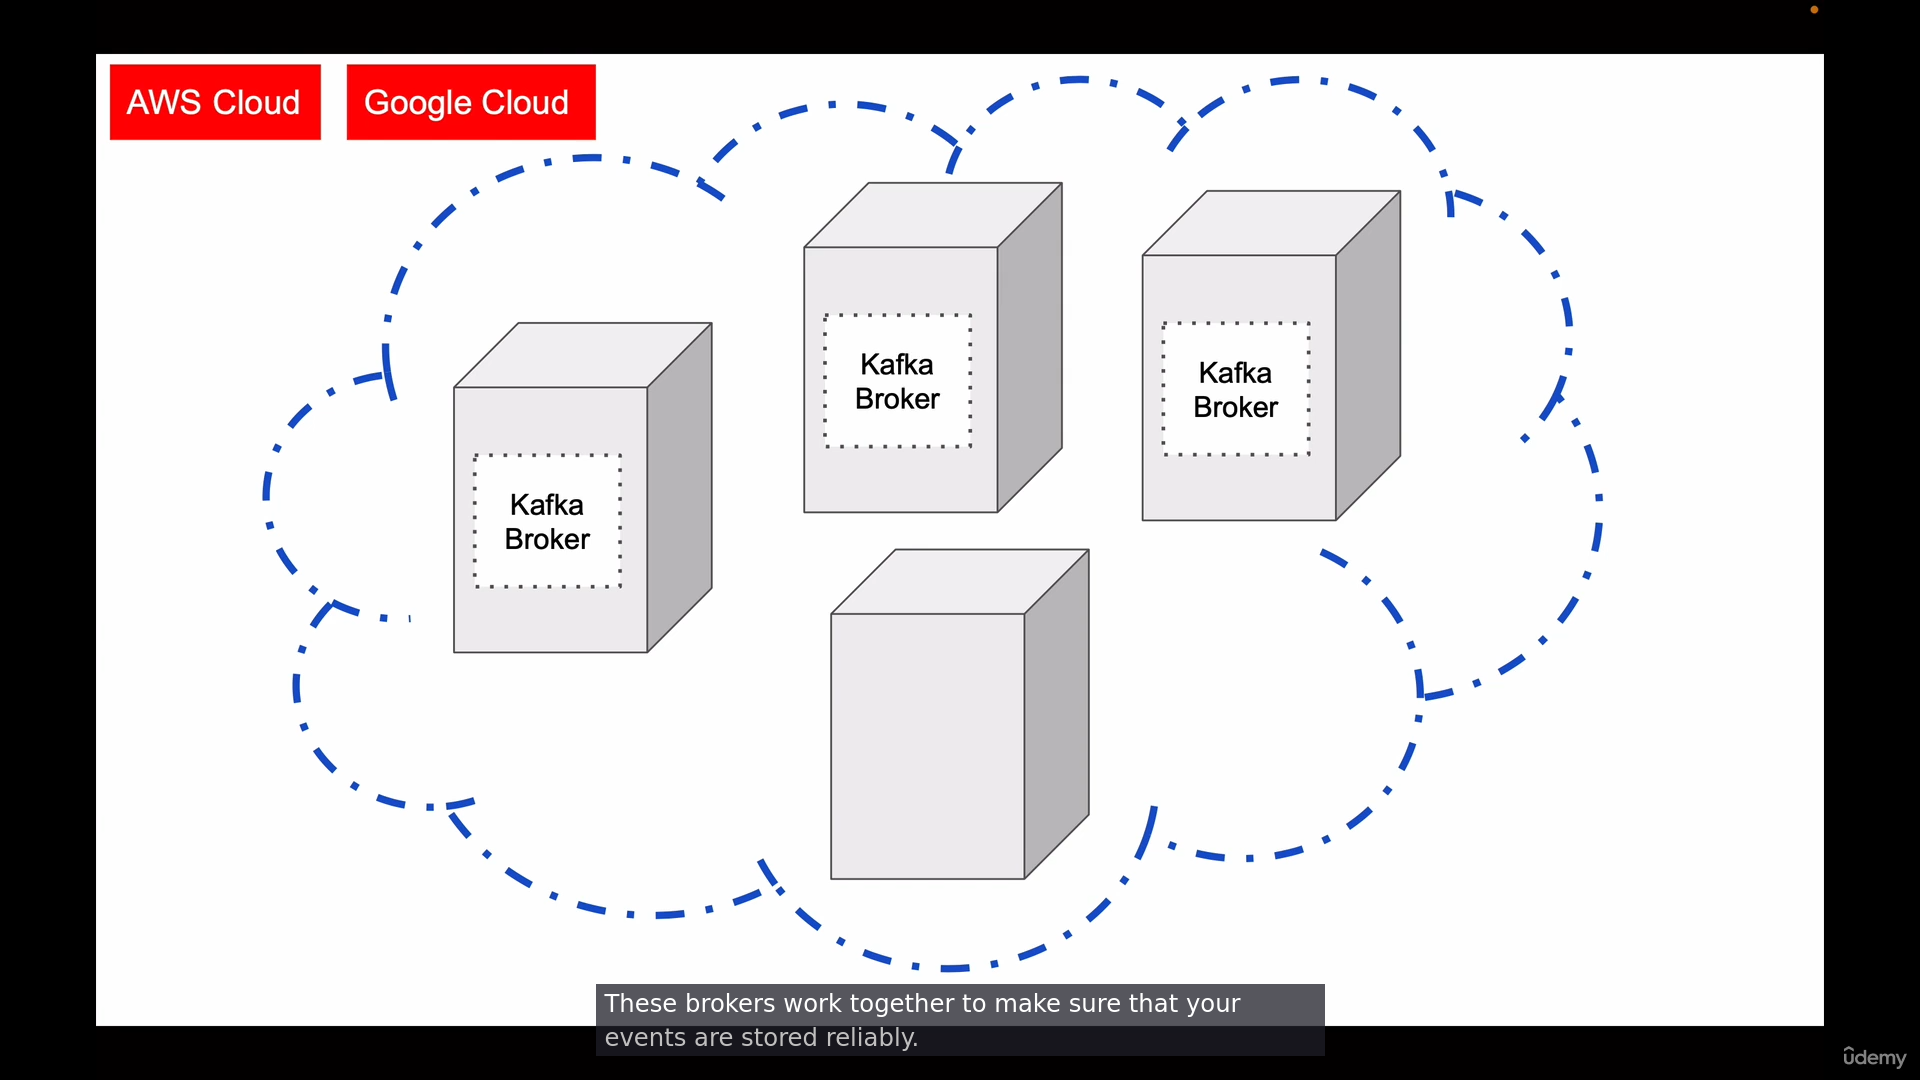 AWS Cloud
Google Cloud
Kafka
Broker
Kafka
Broker
Kafka
Broker
These brokers work together to make sure that your
events are stored reliably.
ûdemy